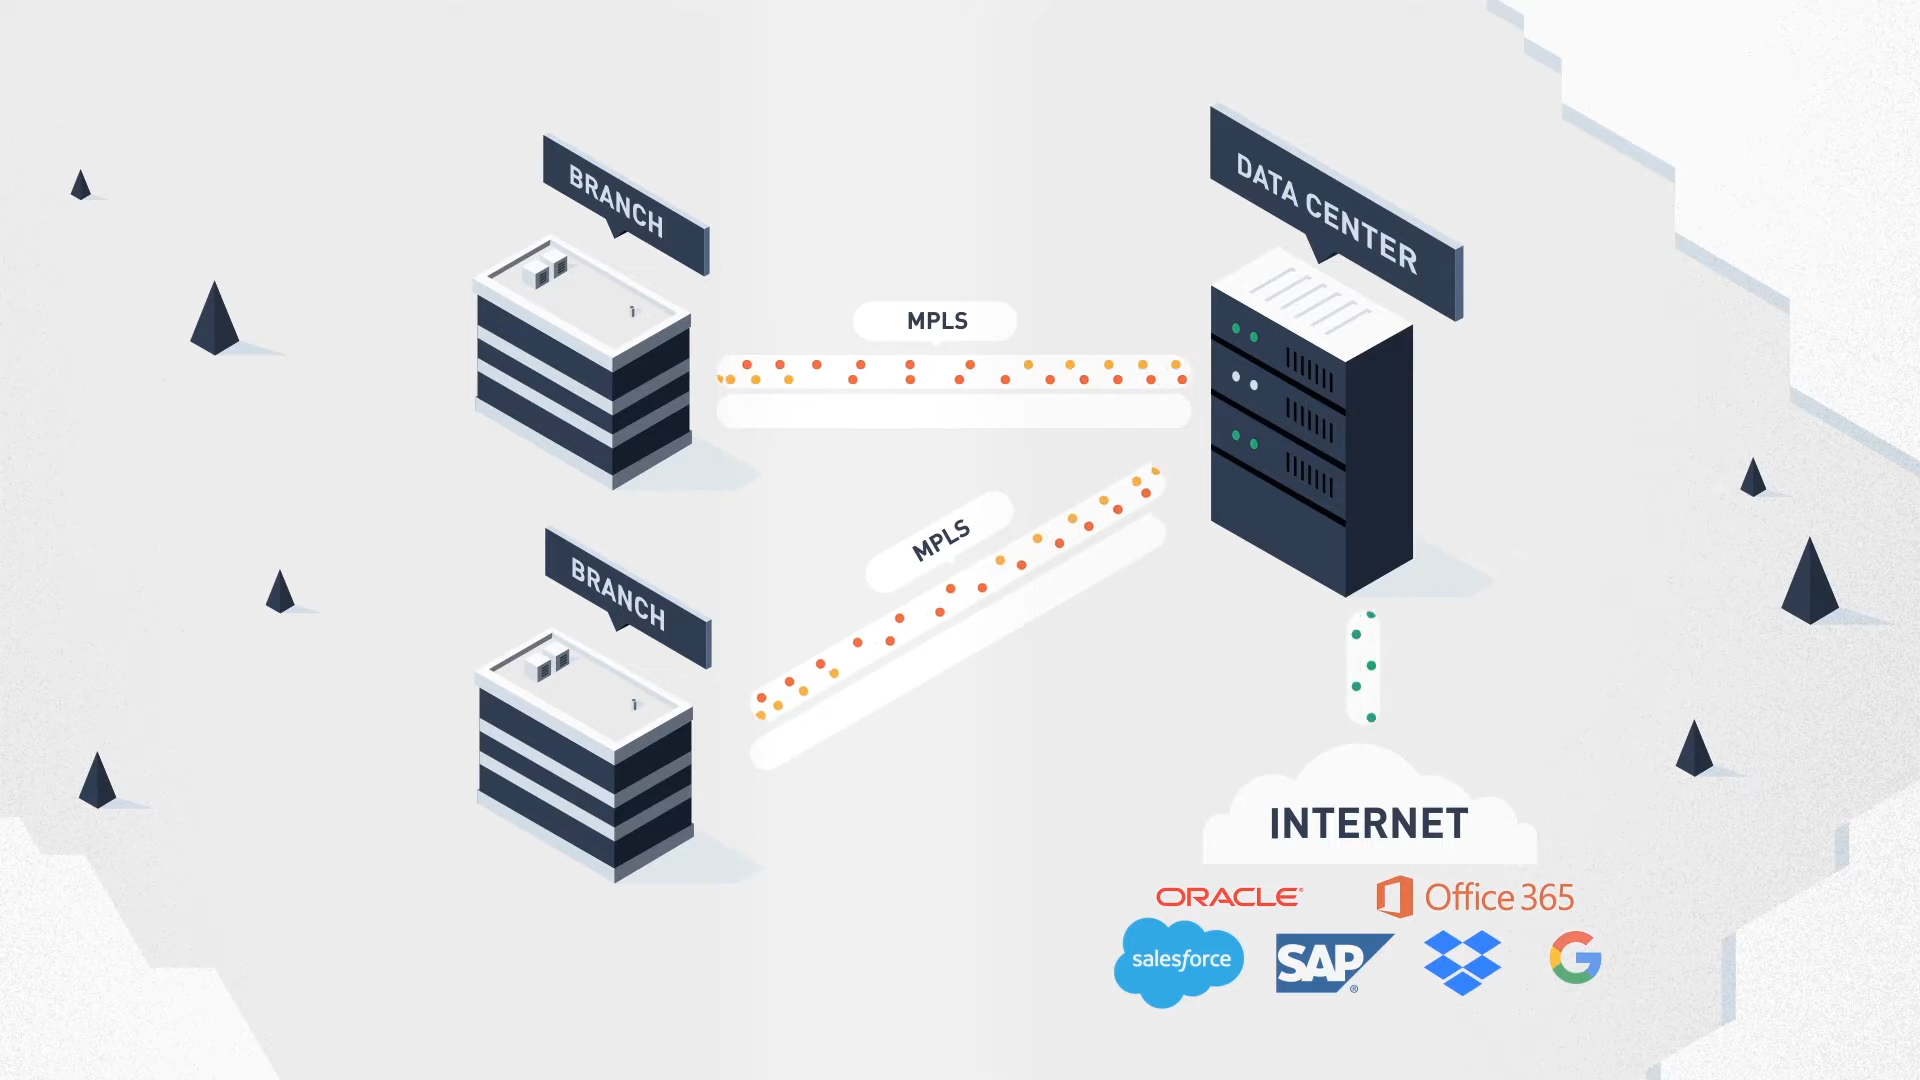 BRANCH
DATA CENTER
MPLS
MPLS
BRANCH
INTERNET
ORACLE®
Office 365
salesforce
SAP®
G